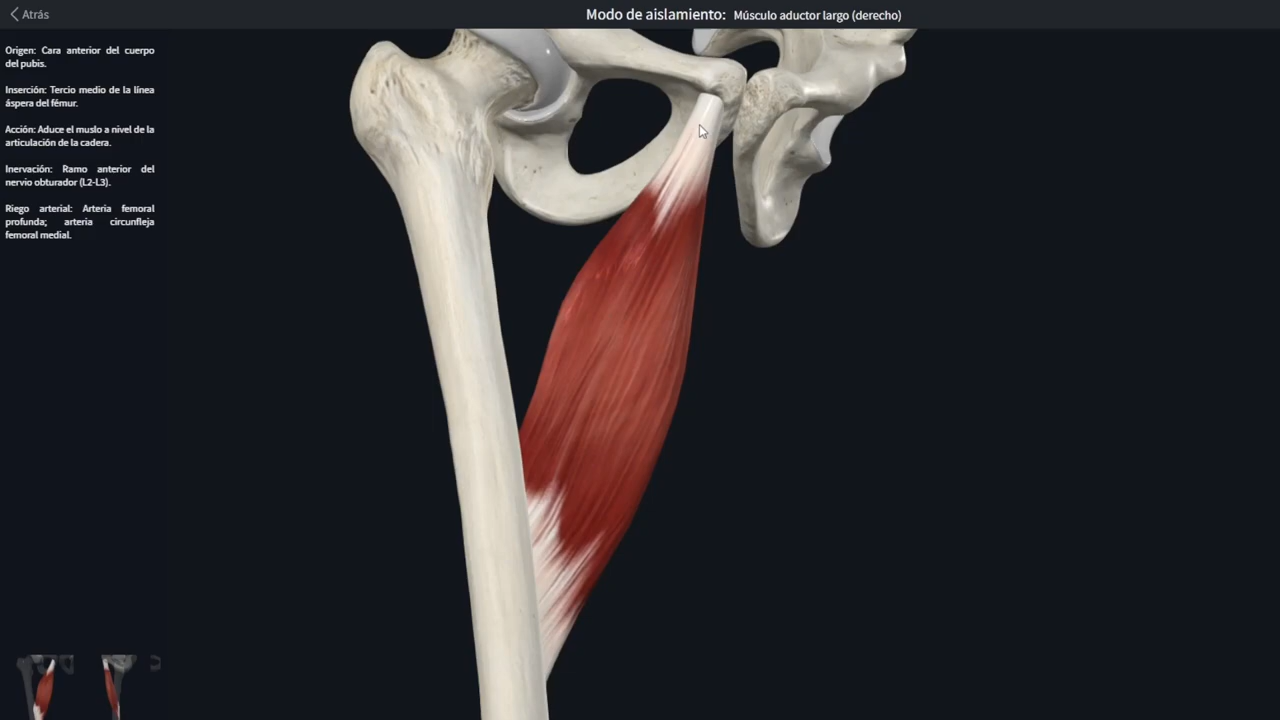 Atrás
Modo de aislamiento: Músculo aductor largo (derecho)
Origen: Cara anterior del cuerpo
del pubis.
Inserción: Tercio medio de la línea
áspera del fémur.
Acción: Aduce el muslo a nivel de la
articulación de la cadera.
Inervación: Ramo anterior del
nervio obturador (L2-L3).
Riego arterial: Arteria femoral
profunda; arteria circunfleja
femoral medial.